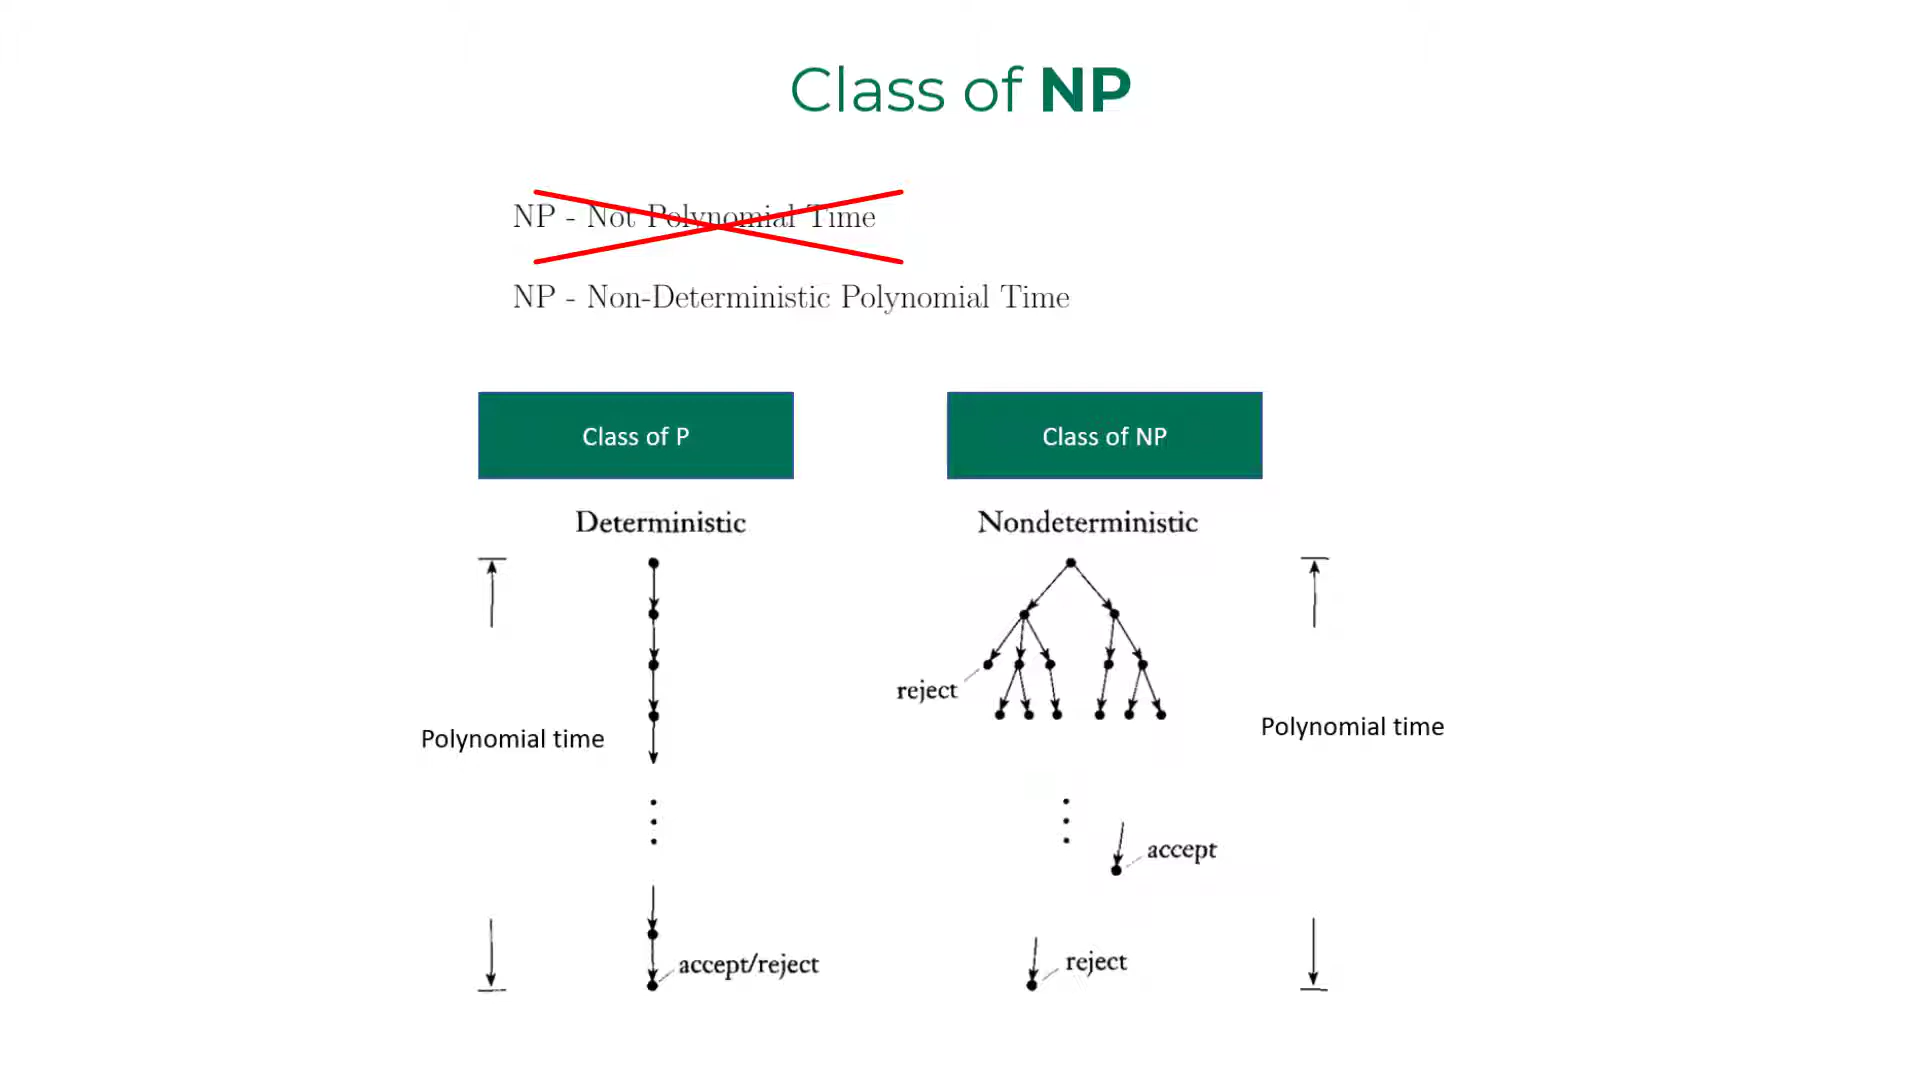 Class of NP
NP - Not Polynomial Time
NP - Non-Deterministic Polynomial Time
Class of P
Class of NP
Deterministic
Nondeterministic
reject
Polynomial time
Polynomial time
accept
accept/reject
reject